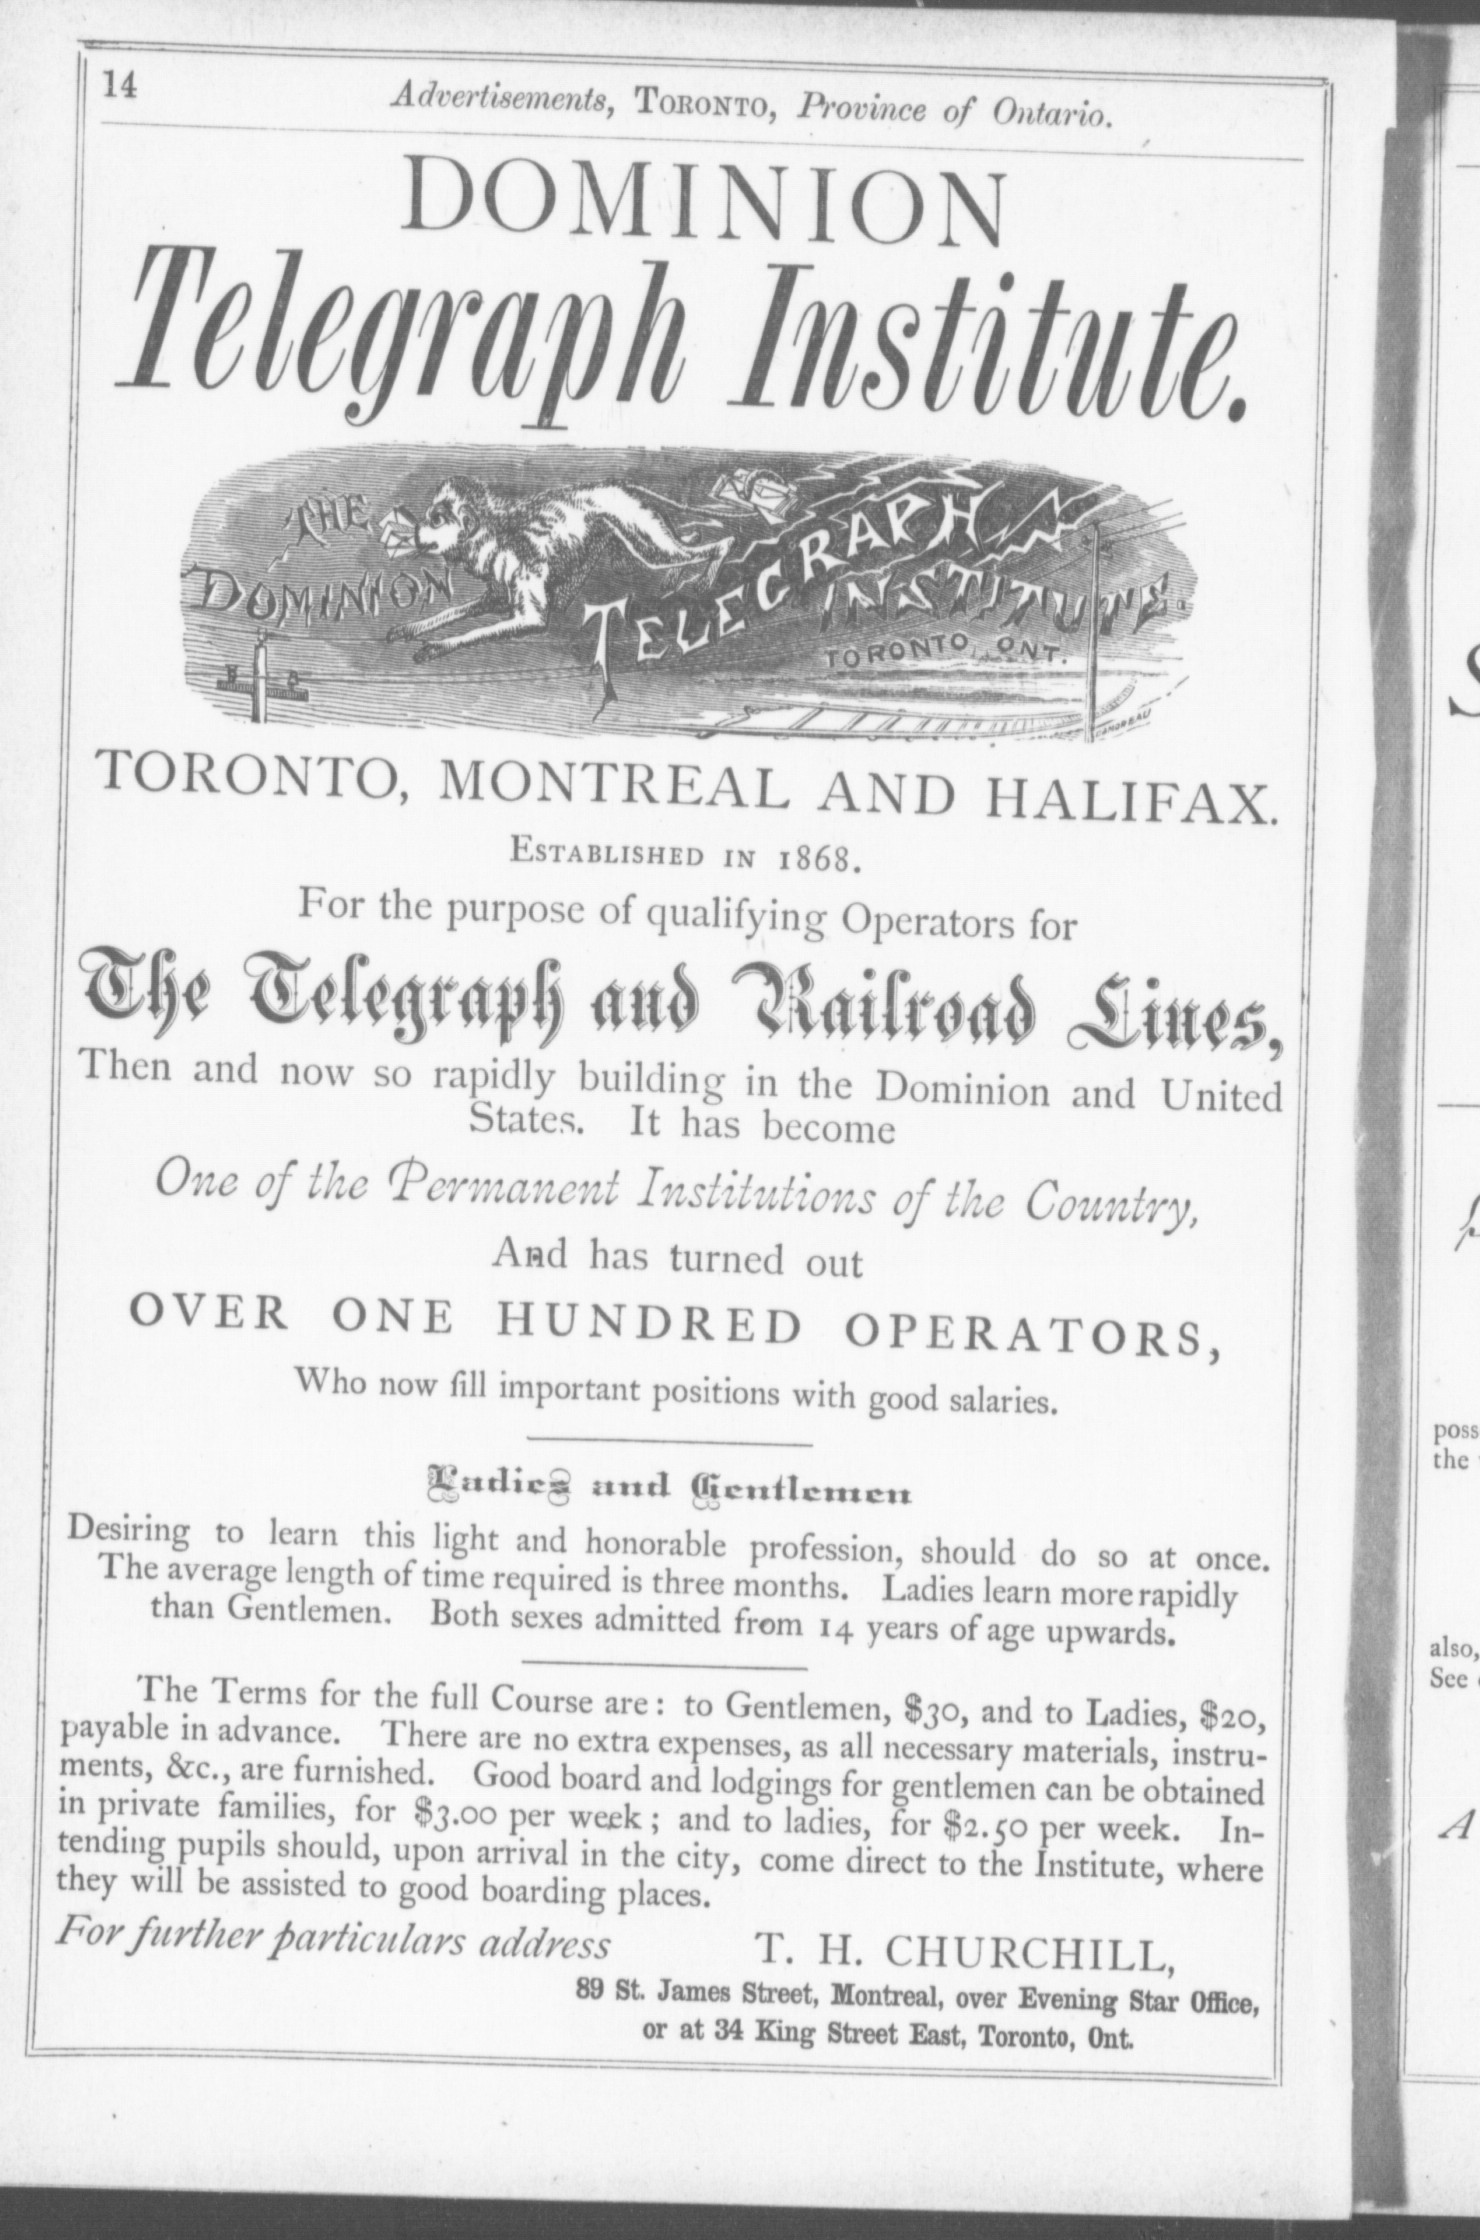 14
Advertisements, TORONTO, Province of Ontario.
DOMINION
Telegraph Institute.
THE
DOMINION
TELEGRAPH
INSTITUTE.
TORONTO, ONT.
TORONTO, MONTREAL AND HALIFAX.
ESTABLISHED IN 1868.
For the purpose of qualifying Operators for
The Telegraph and Railroad Lines,
Then and now so rapidly building in the Dominion and United
States. It has become
One of the Permanent Institutions of the Country,
And has turned out
OVER ONE HUNDRED OPERATORS,
Who now fill important positions with good salaries.
Ladies and Gentlemen
Desiring to learn this light and honorable profession, should do so at once.
The average length of time required is three months. Ladies learn more rapidly
than Gentlemen. Both sexes admitted from 14 years of age upwards.
The Terms for the full Course are: to Gentlemen, $30, and to Ladies, $20,
payable in advance. There are no extra expenses, as all necessary materials, instru-
ments, &c., are furnished. Good board and lodgings for gentlemen can be obtained
in private families, for $3.00 per week; and to ladies, for $2.50 per week. In-
tending pupils should, upon arrival in the city, come direct to the Institute, where
they will be assisted to good boarding places.
For further particulars address T. H. CHURCHILL,
89 St. James Street, Montreal, over Evening Star Office,
or at 34 King Street East, Toronto, Ont.
poss
the
also,
See
A